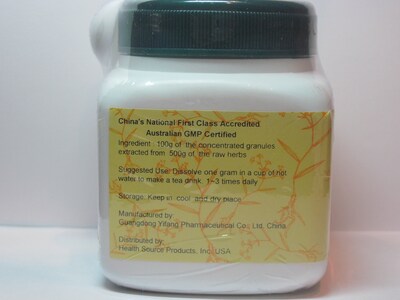 China's National First Class Accredited
Australian GMP Certified
Ingredient : 100g of the concentrated granules
extracted from 500g of the raw herbs
Suggested Use: Dissolve one gram in a cup of hot
water to make a tea drink, 1~3 times daily
Storage: Keep in cool and dry place
Manufactured by:
Guangdong Yifang Pharmaceutical Co., Ltd, China
Distributed by:
Health Source Products, Inc. USA